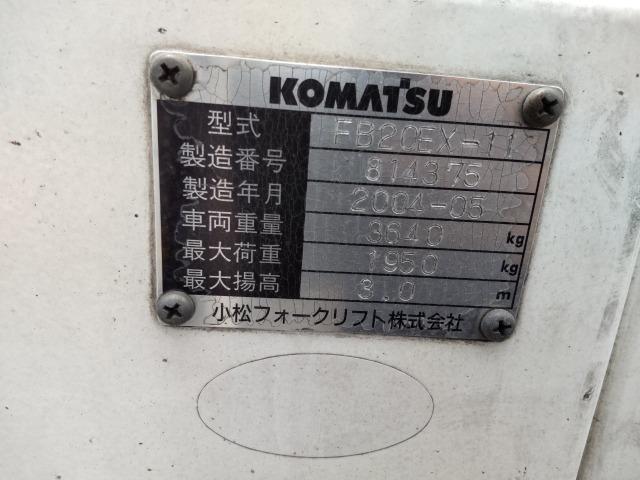 KOMATSU
型式 FB20EX-11
製造番号 814375
製造年月 2004-05
車両重量 3640 kg
最大荷重 1950 kg
最大揚高 3.0 m
小松フォークリフト株式会社